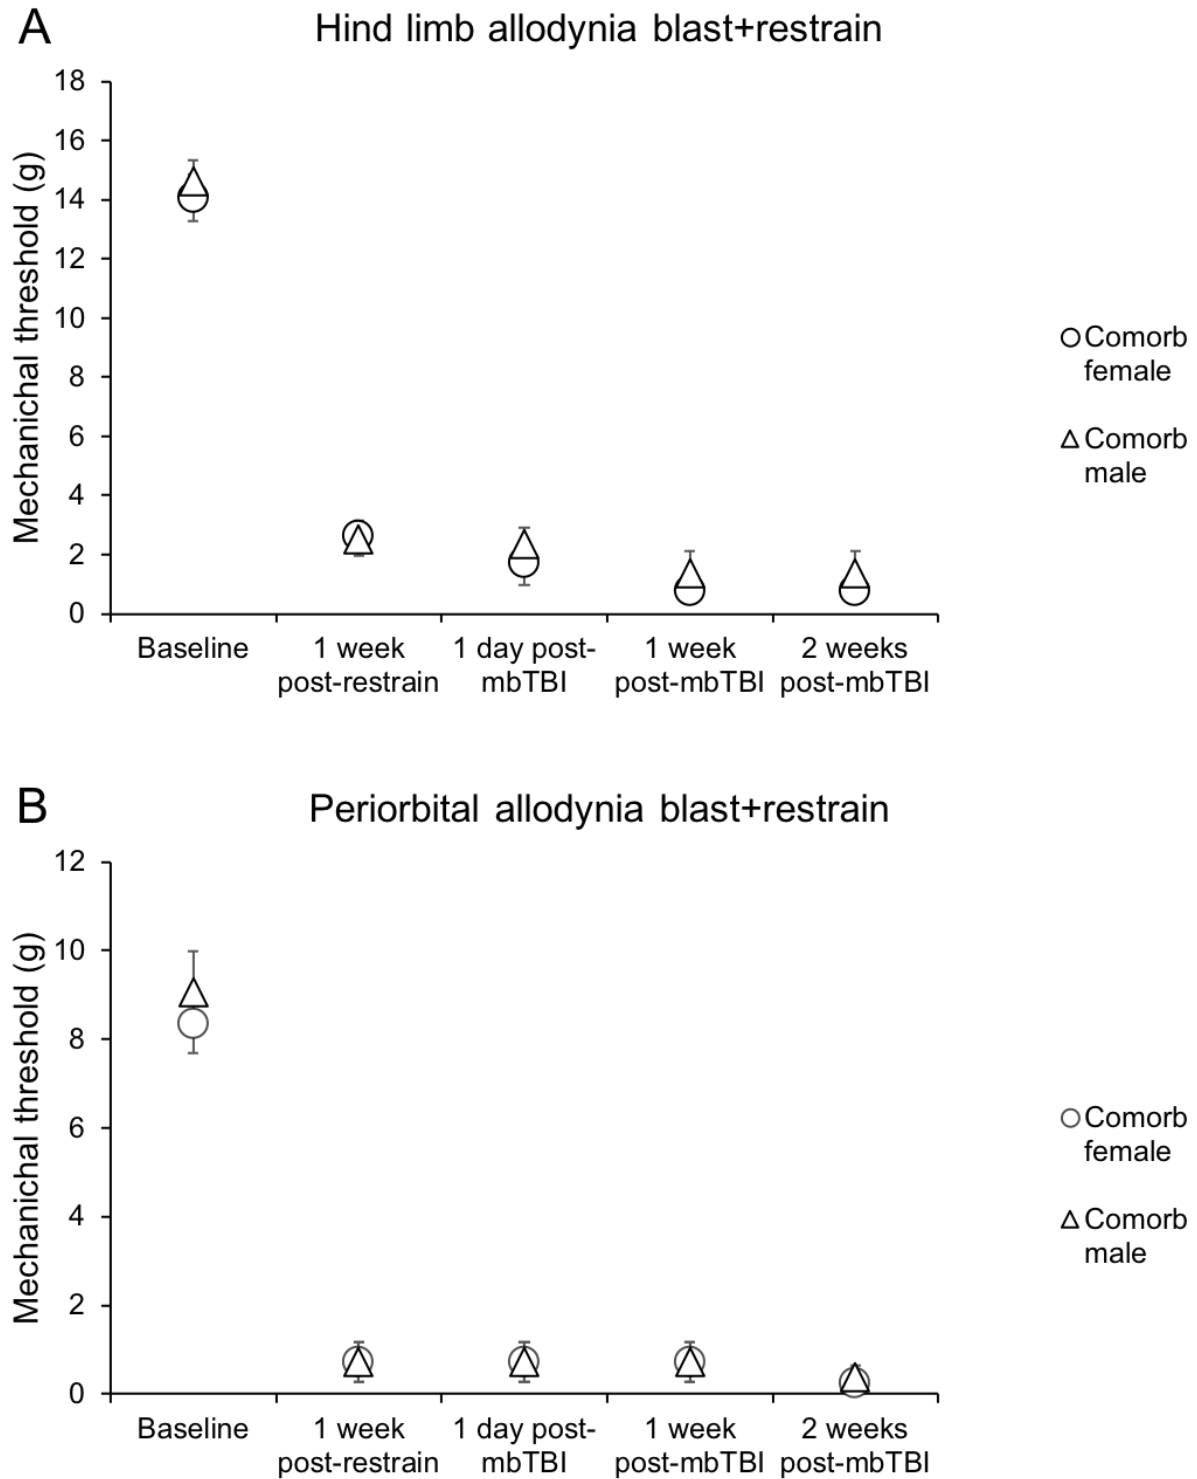 A
Hind limb allodynia blast+restrain
Mechanichal threshold (g)
18
16
14
12
10
8
6
4
2
0
Baseline
1 week
post-restrain
1 day post-
mbTBI
1 week
post-mbTBI
2 weeks
post-mbTBI
Comorb
female
Comorb
male
B
Periorbital allodynia blast+restrain
Mechanichal threshold (g)
12
10
8
6
4
2
0
Baseline
1 week
post-restrain
1 day post-
mbTBI
1 week
post-mbTBI
2 weeks
post-mbTBI
Comorb
female
Comorb
male